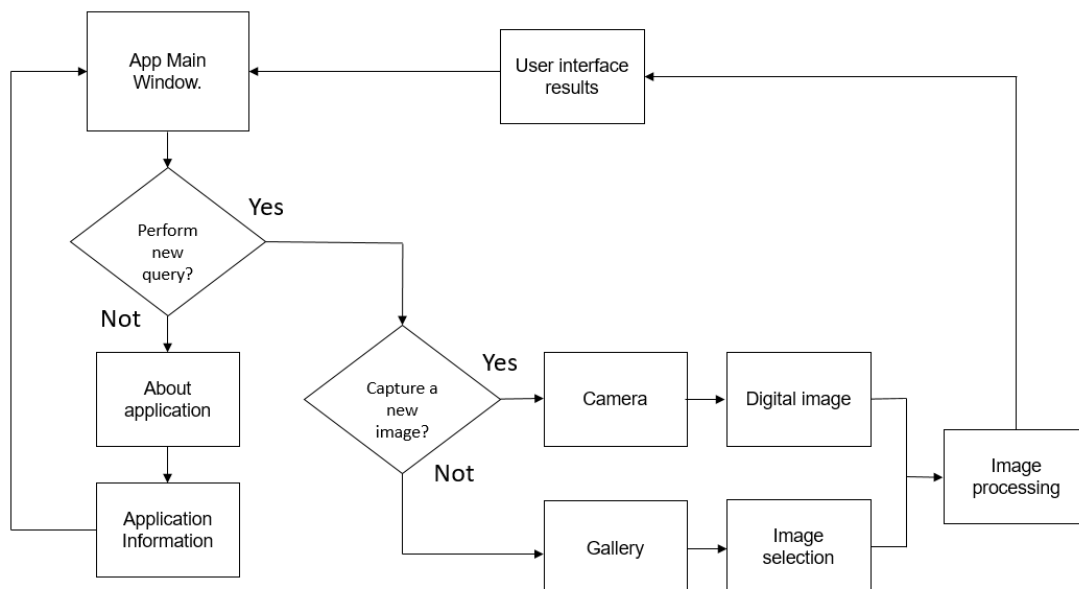 App Main
Window.
User interface
results
Yes
Perform
new
query?
Not
About
application
Application
Information
Capture a
new
image?
Yes
Not
Camera
Digital image
Gallery
Image
selection
Image
processing